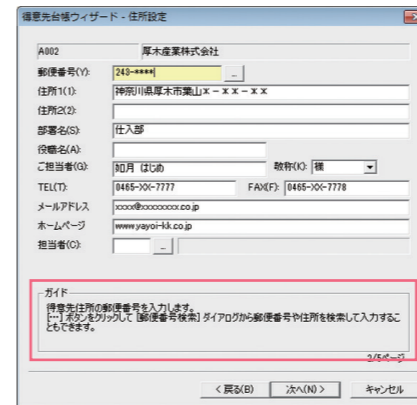 得意先台帳ウィザード - 住所設定
A002 厚木産業株式会社
郵便番号(Y): 243-**** ...
住所1(1): 神奈川県厚木市葉山x-xx-xx
住所2(2):
部署名(S): 仕入部
役職名(A):
ご担当者(G): 如月 はじめ 敬称(K): 様
TEL(T): 0465-XX-7777 FAX(F): 0465-XX-7778
メールアドレス xxxx@xxxxxxxx.co.jp
ホームページ www.yayoi-kk.co.jp
担当者(C): ...
ガイド
得意先住所の郵便番号を入力します。
[…] ボタンをクリックして [郵便番号検索] ダイアログから郵便番号や住所を検索して入力するこ
ともできます。
2/5ページ
< 戻る(B) 次へ(N) > キャンセル